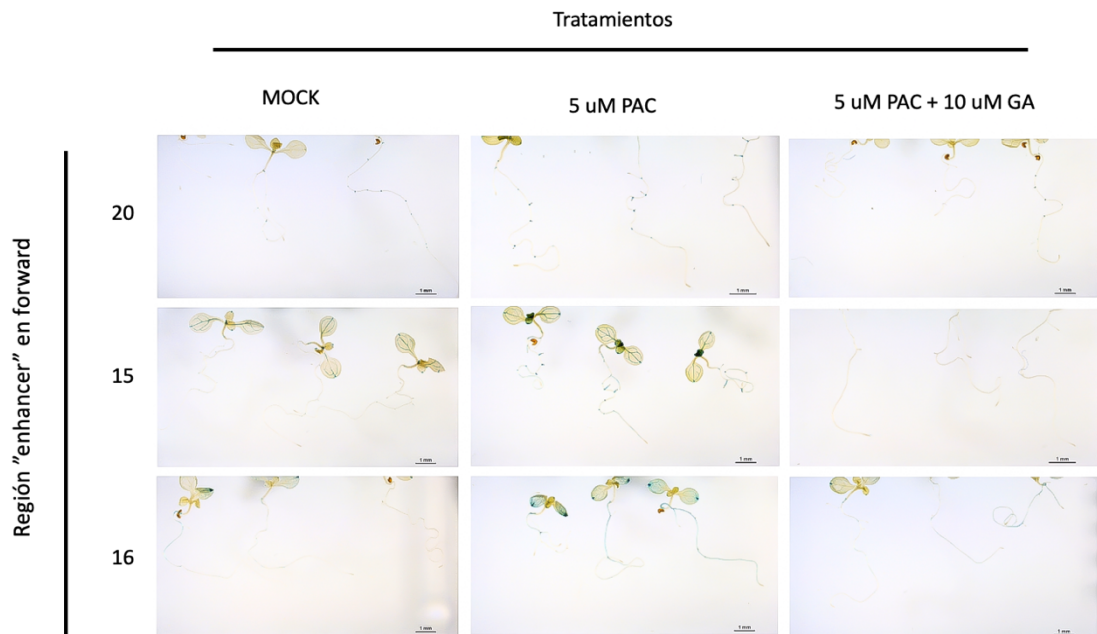 Tratamientos
MOCK
5 uM PAC
5 uM PAC + 10 uM GA
Región ”enhancer” en forward
20
1 mm
1 mm
1 mm
15
1 mm
1 mm
1 mm
16
1 mm
1 mm
1 mm